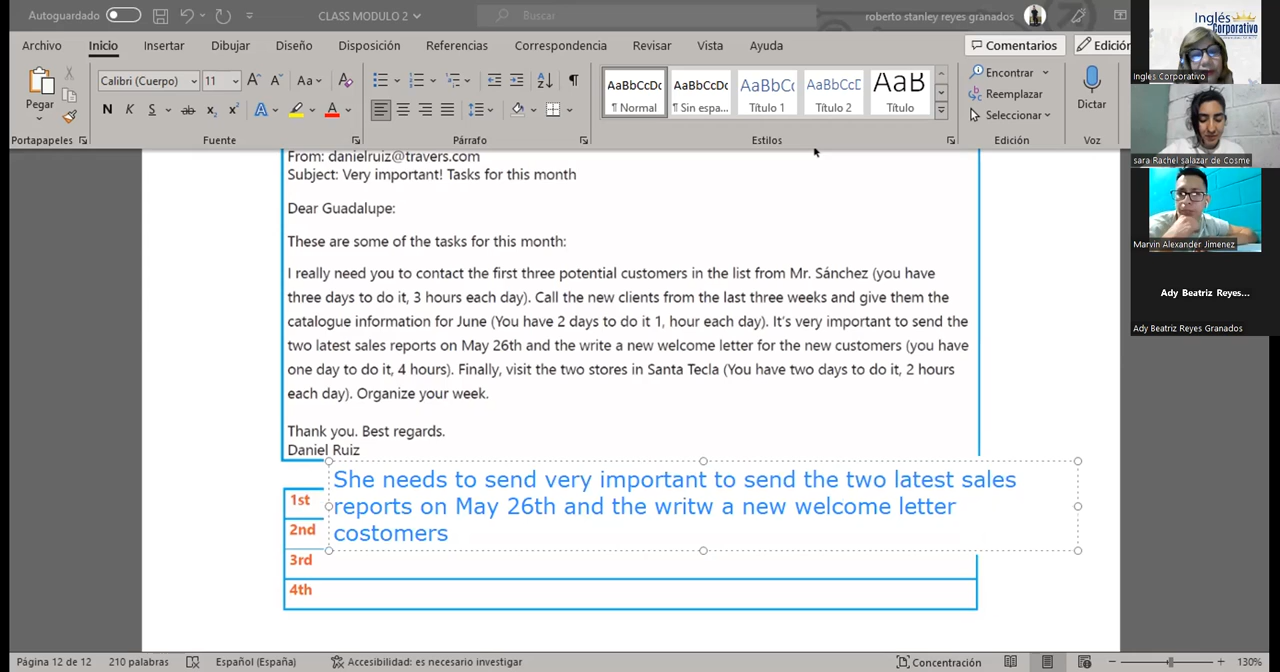 Autoguardado
CLASS MODULO 2
Buscar
roberto stanley reyes granados
Archivo Inicio Insertar Dibujar Diseño Disposición Referencias Correspondencia Revisar Vista Ayuda
Comentarios
Edición
Pegar
Calibri (Cuerpo) 11
N K S
AaBbCcDc AaBbCcDc AaBbCc AaBbCcD AaB
¶ Normal ¶ Sin espa... Título 1 Título 2 Título
Encontrar
Reemplazar
Seleccionar
Dictar
Portapapeles Fuente Párrafo Estilos Edición Voz
From: danielruiz@travers.com
Subject: Very important! Tasks for this month
Dear Guadalupe:
These are some of the tasks for this month:
I really need you to contact the first three potential customers in the list from Mr. Sánchez (you have
three days to do it, 3 hours each day). Call the new clients from the last three weeks and give them the
catalogue information for June (You have 2 days to do it 1, hour each day). It's very important to send the
two latest sales reports on May 26th and the write a new welcome letter for the new customers (you have
one day to do it, 4 hours). Finally, visit the two stores in Santa Tecla (You have two days to do it, 2 hours
each day). Organize your week.
Thank you. Best regards.
Daniel Ruiz
She needs to send very important to send the two latest sales
reports on May 26th and the writw a new welcome letter
costomers
1st
2nd
3rd
4th
Inglés
Corporativo
Ingles Corporativo
sara Rachel salazar de Cosme
Marvin Alexander Jimenez
Ady Beatriz Reyes...
Ady Beatriz Reyes Granados
Página 12 de 12 210 palabras Español (España) Accesibilidad: es necesario investigar Concentración 130%